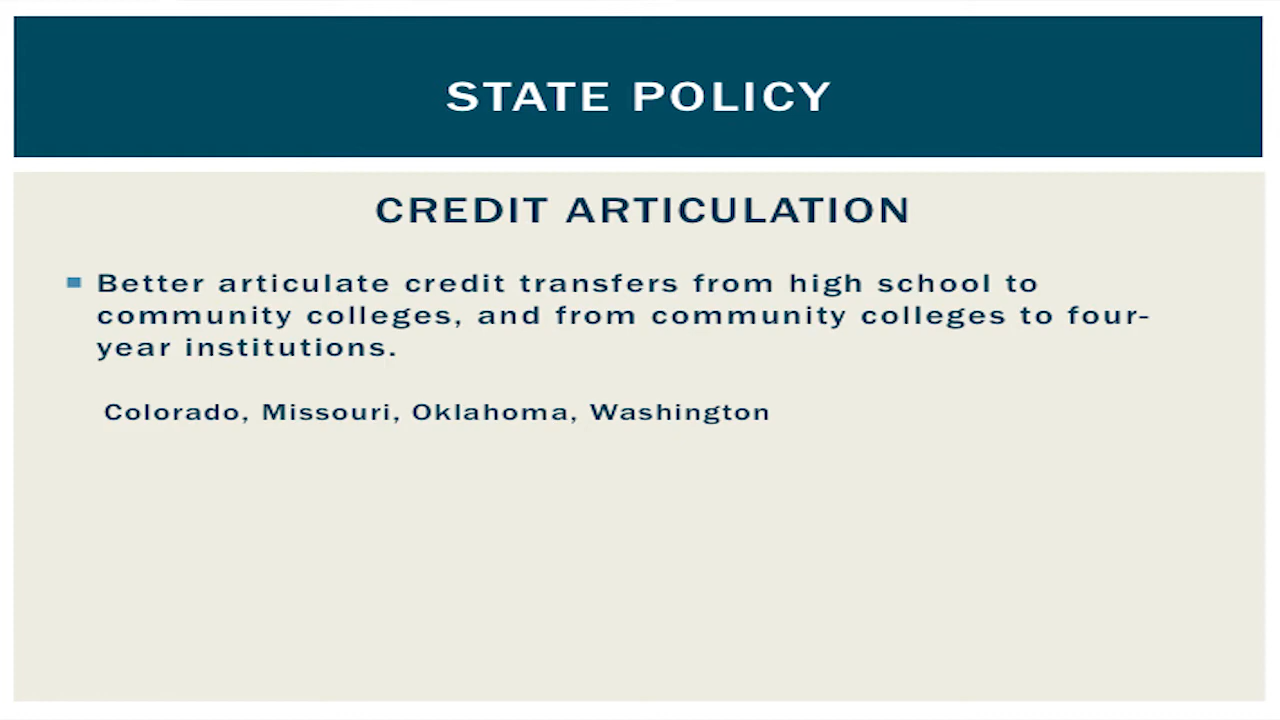 STATE POLICY
CREDIT ARTICULATION
Better articulate credit transfers from high school to
community colleges, and from community colleges to four-
year institutions.
Colorado, Missouri, Oklahoma, Washington